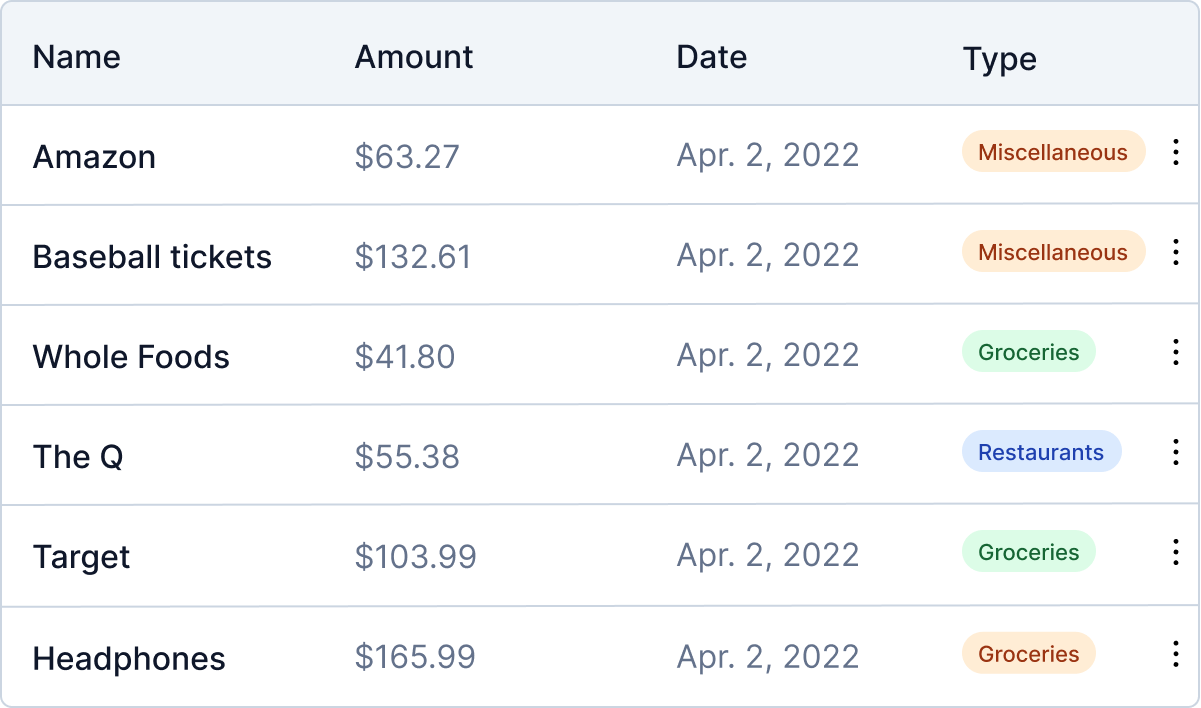 Name Amount Date Type
Amazon $63.27 Apr. 2, 2022 Miscellaneous
Baseball tickets $132.61 Apr. 2, 2022 Miscellaneous
Whole Foods $41.80 Apr. 2, 2022 Groceries
The Q $55.38 Apr. 2, 2022 Restaurants
Target $103.99 Apr. 2, 2022 Groceries
Headphones $165.99 Apr. 2, 2022 Groceries